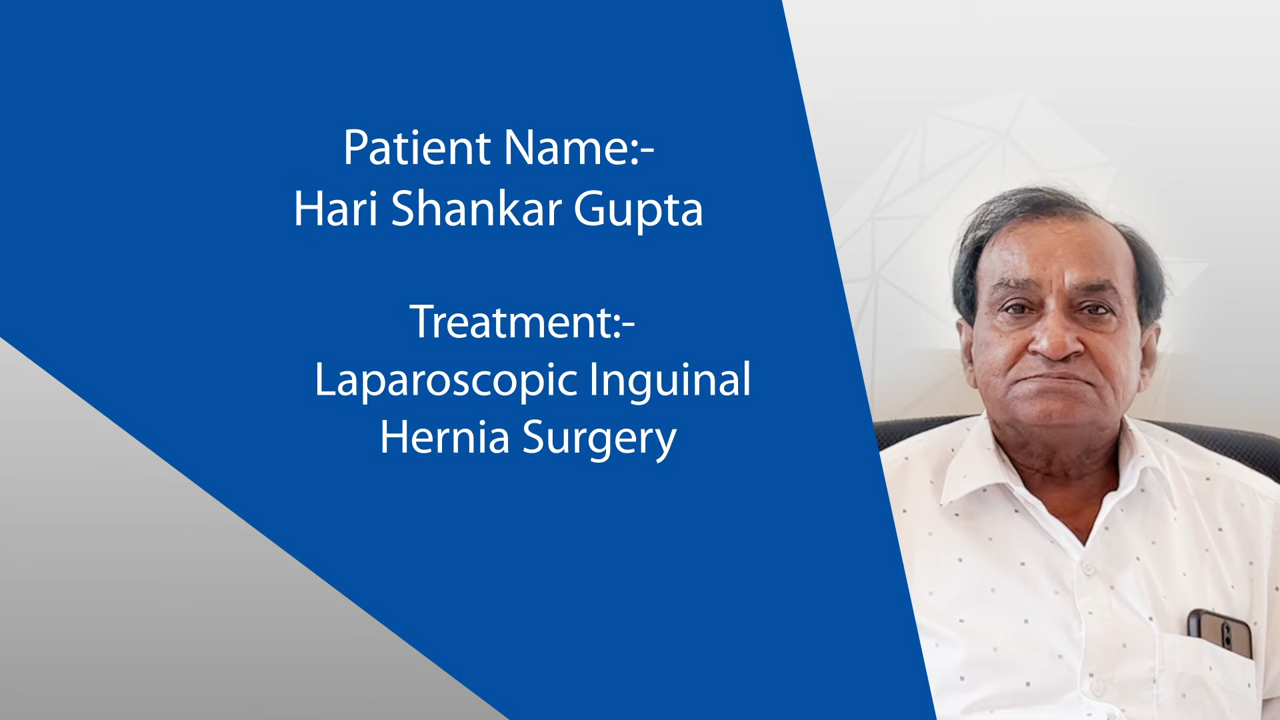 Patient Name:-
Hari Shankar Gupta
Treatment:-
Laparoscopic Inguinal
Hernia Surgery